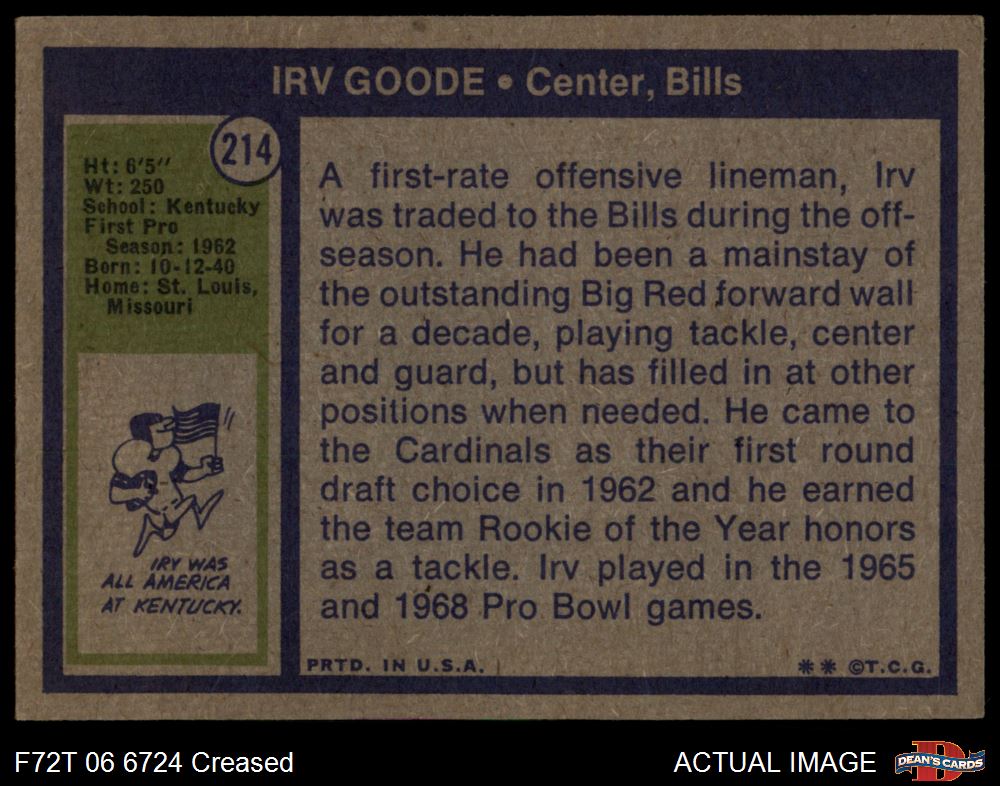 IRV GOODE • Center, Bills
214
Ht: 6'5"
Wt: 250
School: Kentucky
First Pro
Season: 1962
Born: 10-12-40
Home: St. Louis,
Missouri
IRV WAS
ALL AMERICA
AT KENTUCKY.
A first-rate offensive lineman, Irv
was traded to the Bills during the off-
season. He had been a mainstay of
the outstanding Big Red forward wall
for a decade, playing tackle, center
and guard, but has filled in at other
positions when needed. He came to
the Cardinals as their first round
draft choice in 1962 and he earned
the team Rookie of the Year honors
as a tackle. Irv played in the 1965
and 1968 Pro Bowl games.
PRTD. IN U.S.A.
** ©T.C.G.
F72T 06 6724 Creased
ACTUAL IMAGE
D
DEAN'S CARDS